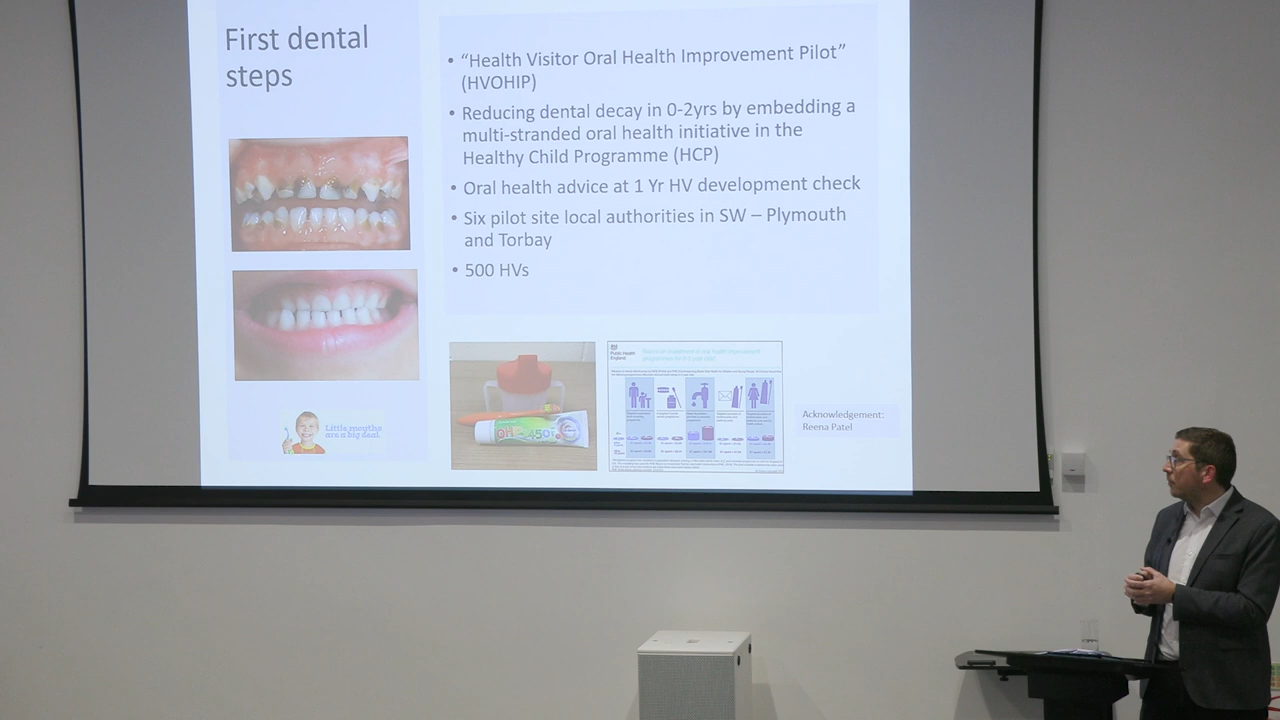 First dental
steps
• “Health Visitor Oral Health Improvement Pilot”
(HVOHIP)
• Reducing dental decay in 0-2yrs by embedding a
multi-stranded oral health initiative in the
Healthy Child Programme (HCP)
• Oral health advice at 1 Yr HV development check
• Six pilot site local authorities in SW – Plymouth
and Torbay
• 500 HVs
Little mouths
are a big deal.
Public Health
England
Acknowledgement:
Reena Patel